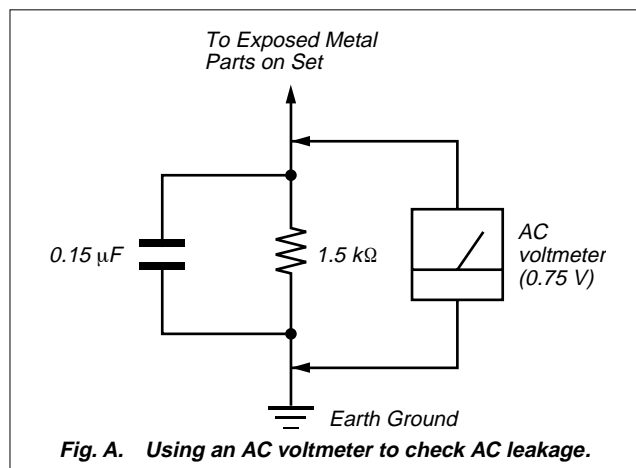 To Exposed Metal
Parts on Set
0.15 μF
1.5 kΩ
AC
voltmeter
(0.75 V)
Earth Ground
Fig. A. Using an AC voltmeter to check AC leakage.